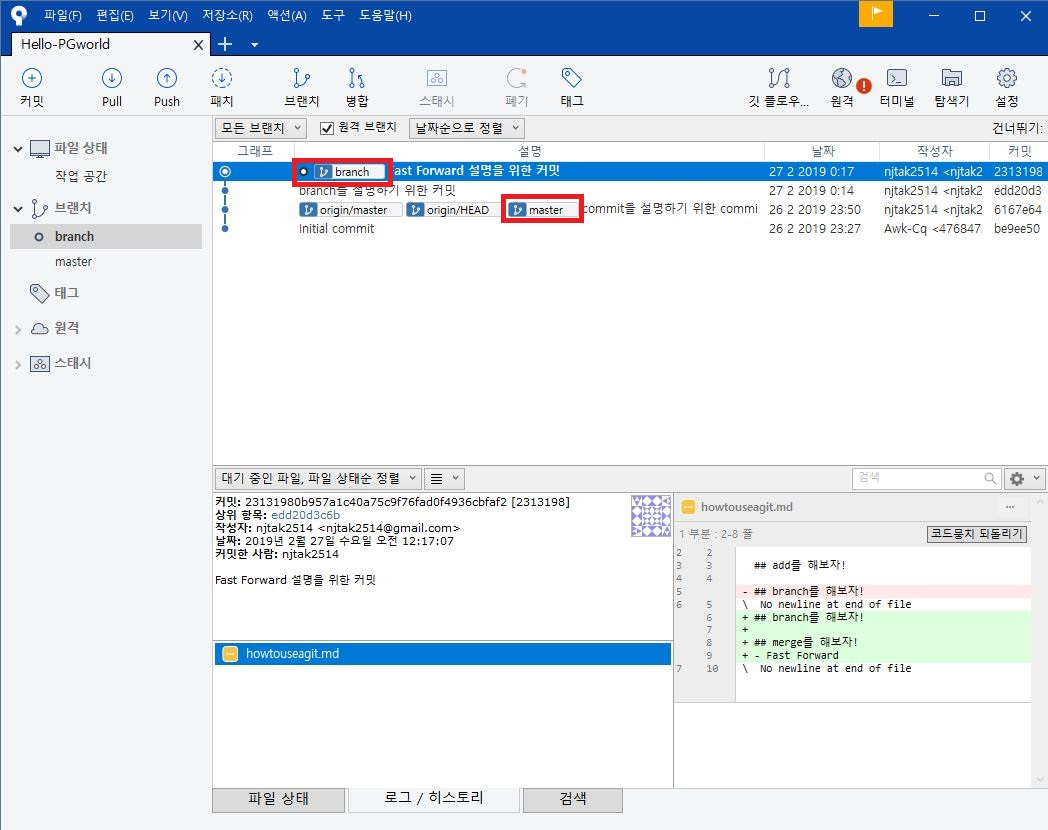 파일(F) 편집(E) 보기(V) 저장소(R) 액션(A) 도구 도움말(H)
Hello-PGworld
커밋 Pull Push 패치 브랜치 병합 스태시 폐기 태그 깃 플로우... 원격 터미널 탐색기 설정
모든 브랜치 원격 브랜치 날짜순으로 정렬 건너뛰기:
그래프 설명 날짜 작성자 커밋
branch Fast Forward 설명을 위한 커밋 27 2 2019 0:17 njtak2514 <njtak2 2313198
branch를 설명하기 위한 커밋 27 2 2019 0:14 njtak2514 <njtak2 edd20d3
origin/master origin/HEAD master commit을 설명하기 위한 commi 26 2 2019 23:50 njtak2514 <njtak2 6167e64
Initial commit 26 2 2019 23:27 Awk-Cq <476847 be9ee50
파일 상태
작업 공간
브랜치
branch
master
태그
원격
스태시
대기 중인 파일, 파일 상태순 정렬 검색
커밋: 23131980b957a1c40a75c9f76fad0f4936cbfaf2 [2313198]
상위 항목: edd20d3c6b
작성자: njtak2514 <njtak2514@gmail.com>
날짜: 2019년 2월 27일 수요일 오전 12:17:07
커밋한 사람: njtak2514
Fast Forward 설명을 위한 커밋
howtouseagit.md
howtouseagit.md ...
1 부분 : 2-8 줄 코드뭉치 되돌리기
2 2
3 3 ## add를 해보자!
4 4
5 - ## branch를 해보자!
6 5 \ No newline at end of file
6 + ## branch를 해보자!
7 +
8 + ## merge를 해보자!
9 + - Fast Forward
7 10 \ No newline at end of file
파일 상태 로그 / 히스토리 검색